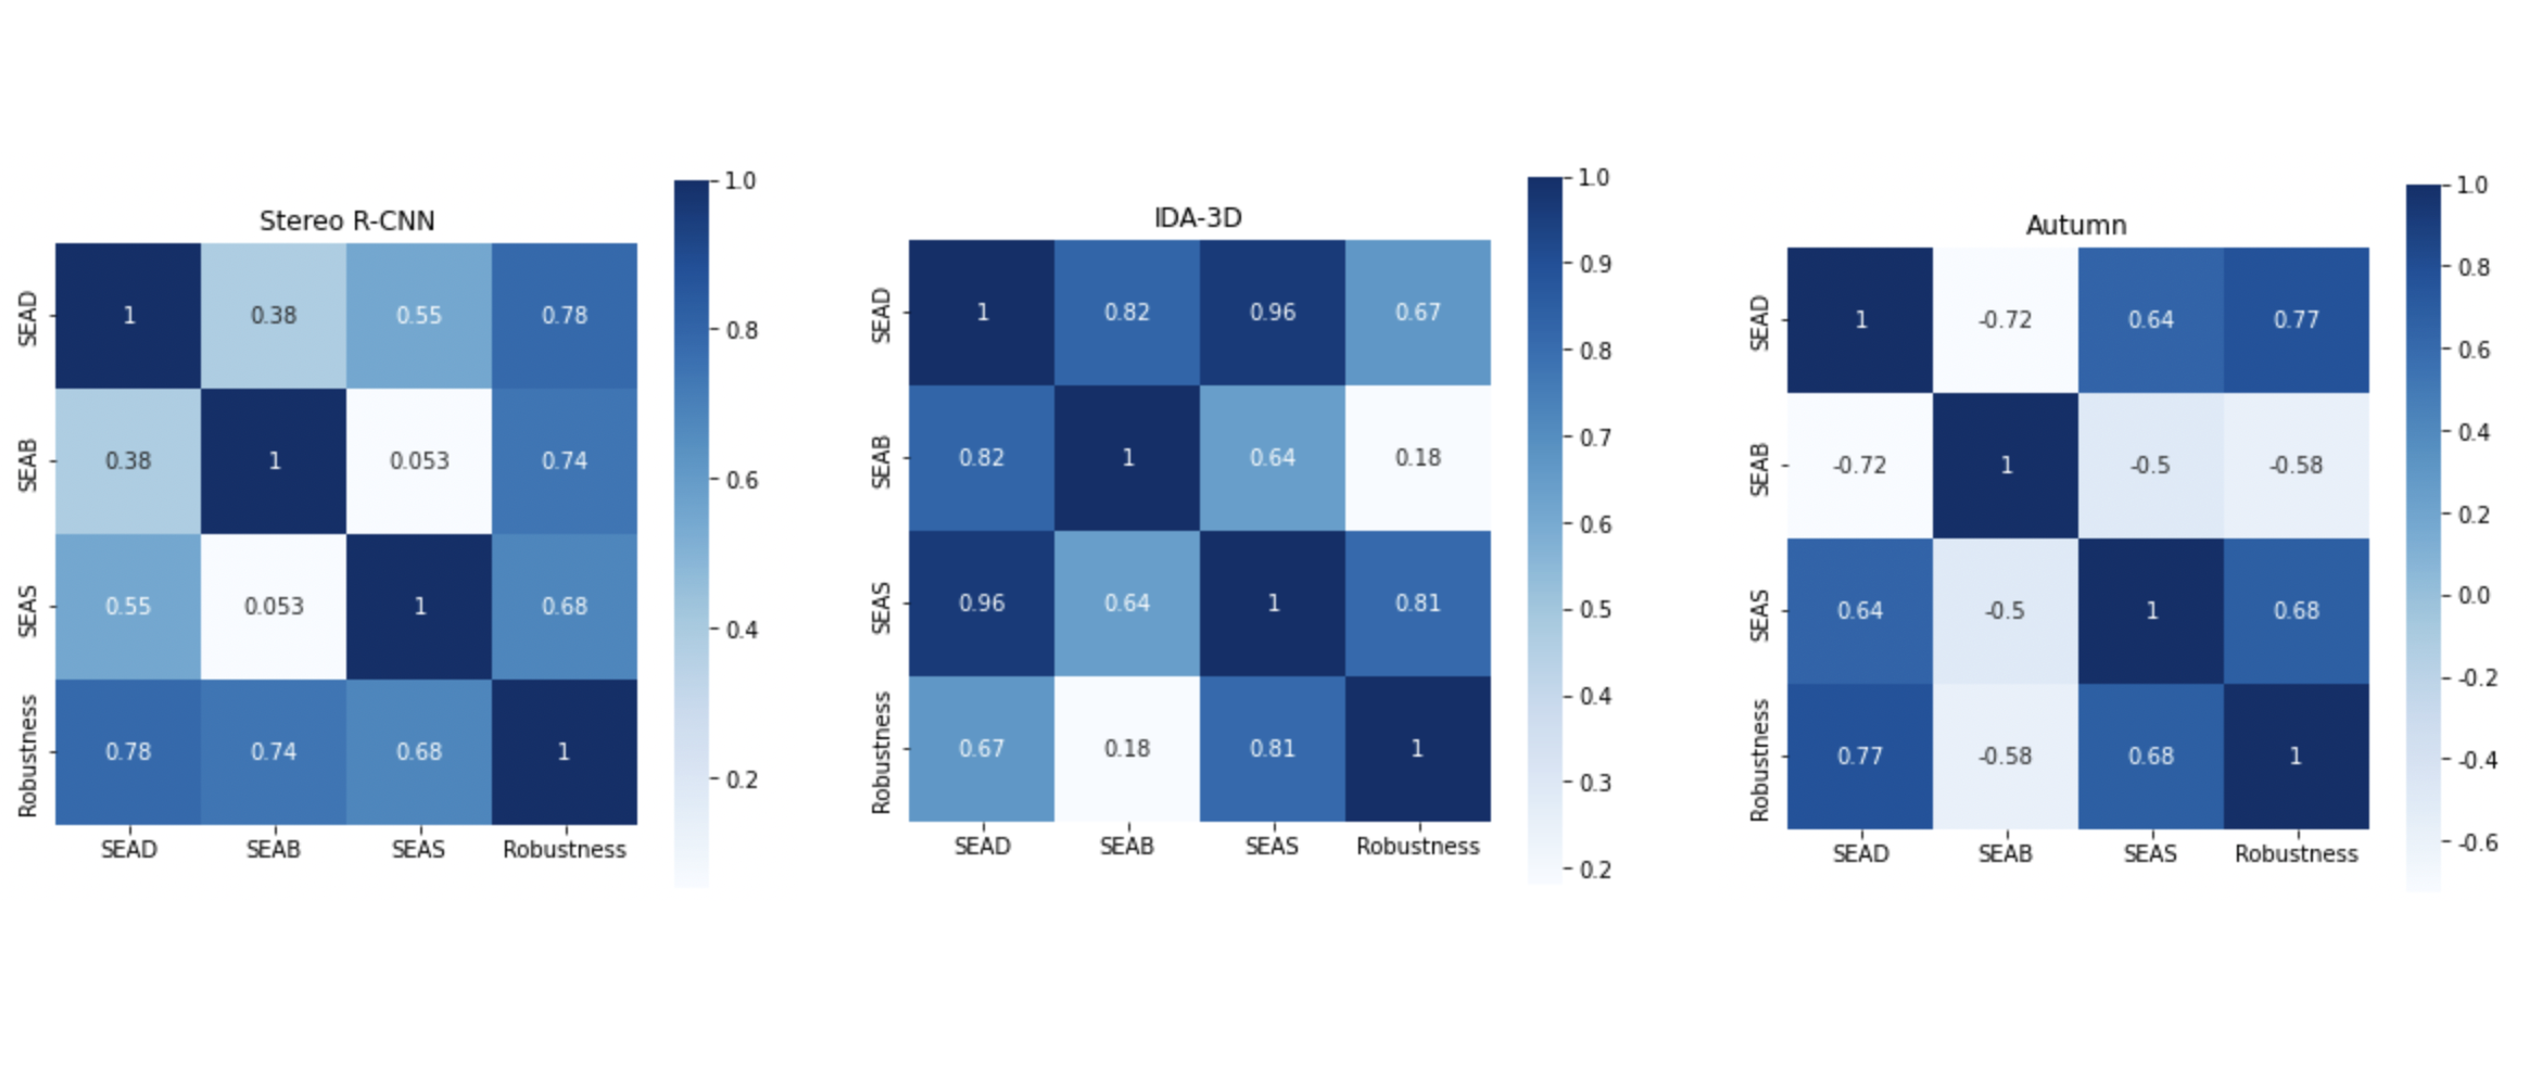 Stereo R-CNN
SEAD 1 0.38 0.55 0.78
SEAB 0.38 1 0.053 0.74
SEAS 0.55 0.053 1 0.68
Robustness 0.78 0.74 0.68 1
SEAD SEAB SEAS Robustness
1.0
0.8
0.6
0.4
0.2
IDA-3D
SEAD 1 0.82 0.96 0.67
SEAB 0.82 1 0.64 0.18
SEAS 0.96 0.64 1 0.81
Robustness 0.67 0.18 0.81 1
SEAD SEAB SEAS Robustness
1.0
0.9
0.8
0.7
0.6
0.5
0.4
0.3
0.2
Autumn
SEAD 1 -0.72 0.64 0.77
SEAB -0.72 1 -0.5 -0.58
SEAS 0.64 -0.5 1 0.68
Robustness 0.77 -0.58 0.68 1
SEAD SEAB SEAS Robustness
1.0
0.8
0.6
0.4
0.2
0.0
-0.2
-0.4
-0.6